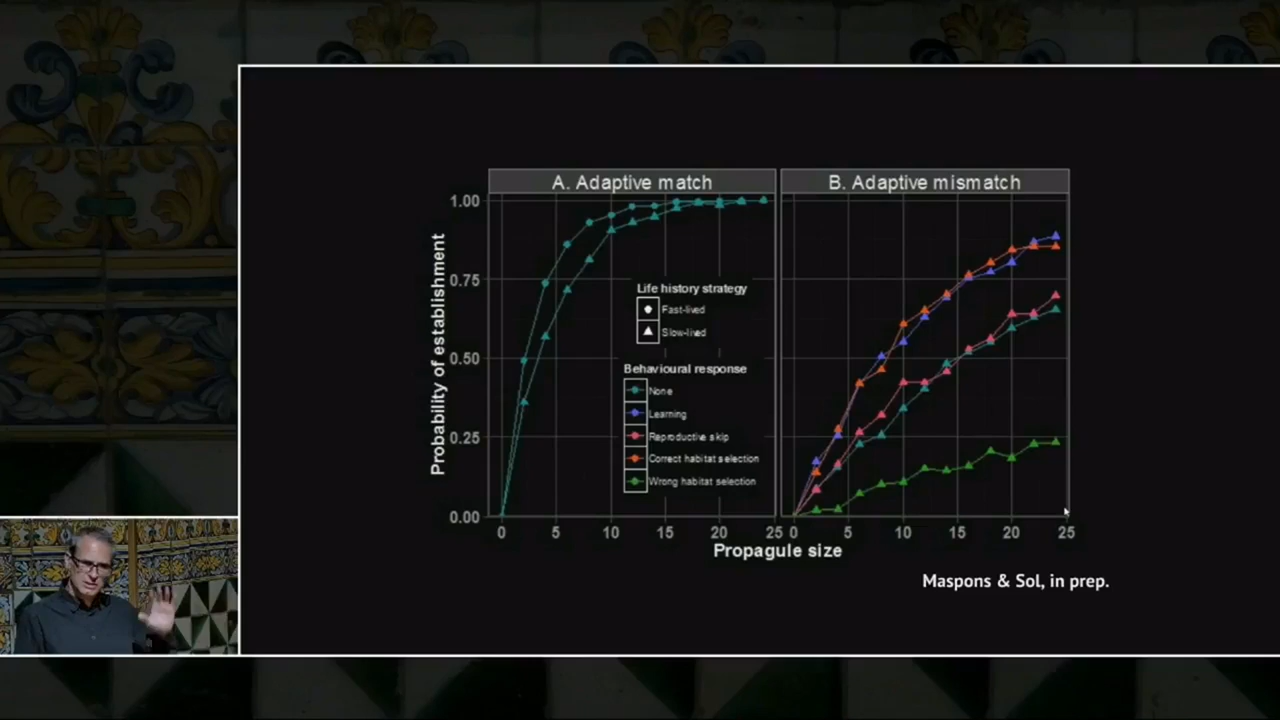 A. Adaptive match
B. Adaptive mismatch
Probability of establishment
1.00
0.75
0.50
0.25
0.00
Life history strategy
Fast-lived
Slow-lived
Behavioural response
None
Learning
Reproductive skip
Correct habitat selection
Wrong habitat selection
0 5 10 15 20 25
0 5 10 15 20 25
Propagule size
Maspons & Sol, in prep.